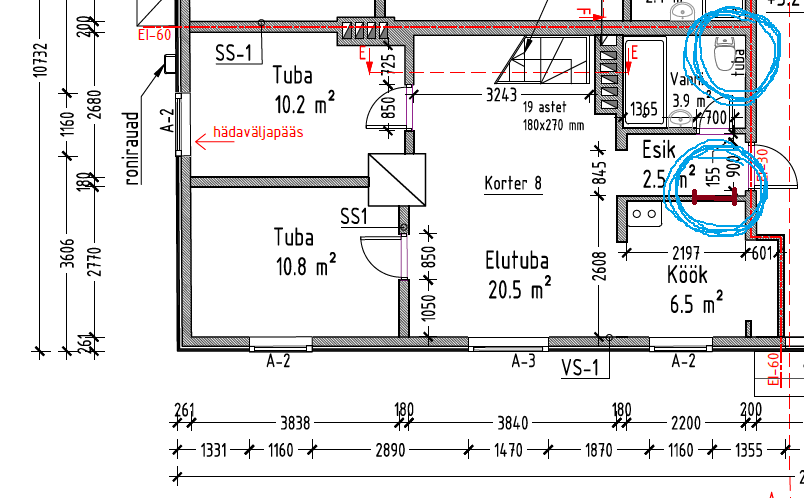 200
EI-60
SS-1
10732
2680
1160
A-2
ronirauad
hädaväljapääs
180
3606
2770
261
Tuba
10.2 m²
725
850
E
E
F
3243
19 astet
180x270 mm
1365
Vann
3.9 m²
700
tuba
Esik
2.5 m²
155
900
EI-30
845
Korter 8
SS1
Tuba
10.8 m²
850
1050
Elutuba
20.5 m²
2608
2197
601
Köök
6.5 m²
A-2
A-3
VS-1
A-2
EI-60
261
3838
180
3840
180
2200
200
1331
1160
2890
1470
1870
1160
1355